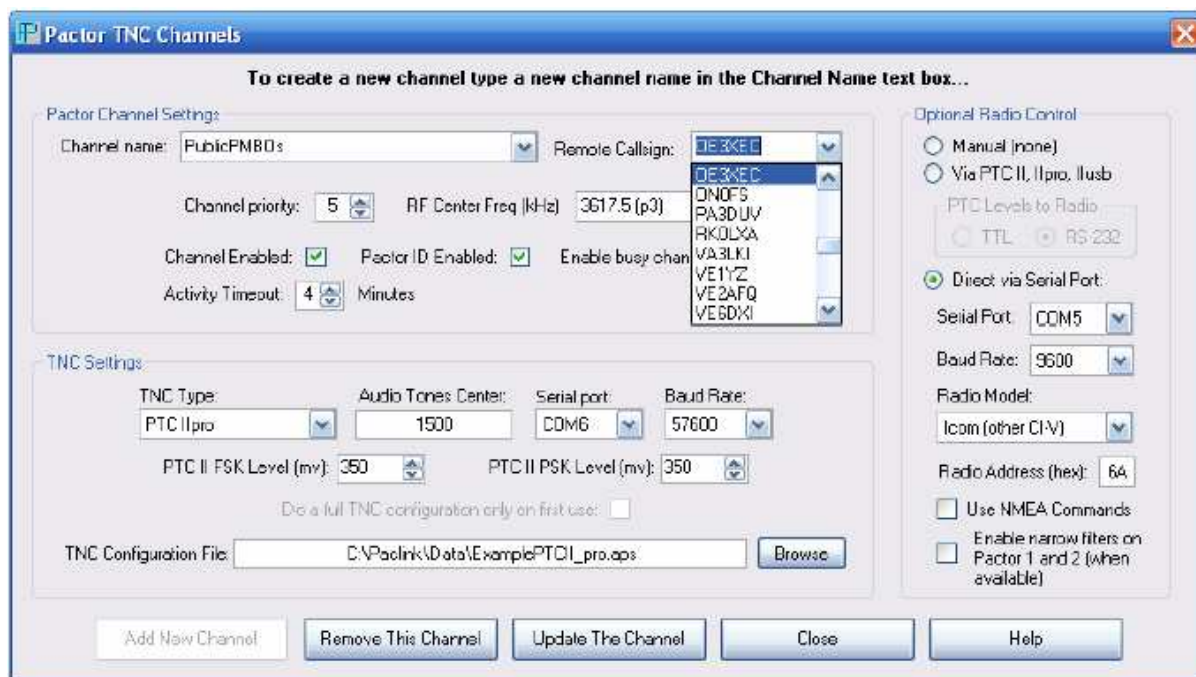 Pactor TNC Channels
To create a new channel type a new channel name in the Channel Name text box...
Pactor Channel Settings
Channel name: PublicPMBOs
Remote Callsign: OE3XEC
OE3XEC
ON0FS
PA3DUV
RK0LXA
VA3LKI
VE1YZ
VE2AFQ
VE6DXI
Channel priority: 5
RF Center Freq (kHz) 3617.5 (p3)
Channel Enabled:
Pactor ID Enabled:
Enable busy chan
Activity Timeout: 4 Minutes
Optional Radio Control
Manual (none)
Via PTC II, IIpro, IIusb
PTC Levels to Radio
TTL RS-232
Direct via Serial Port:
Serial Port: COM5
Baud Rate: 9600
Radio Model:
Icom (other CI-V)
Radio Address (hex): 6A
Use NMEA Commands
Enable narrow filters on
Pactor 1 and 2 (when
available)
TNC Settings
TNC Type: Audio Tones Center: Serial port: Baud Rate:
PTC IIpro 1500 COM6 57600
PTC II FSK Level (mv): 350 PTC II PSK Level (mv): 350
Do a full TNC configuration only on first use:
TNC Configuration File: C:\Paclink\Data\ExamplePTCII_pro.aps Browse
Add New Channel Remove This Channel Update The Channel Close Help